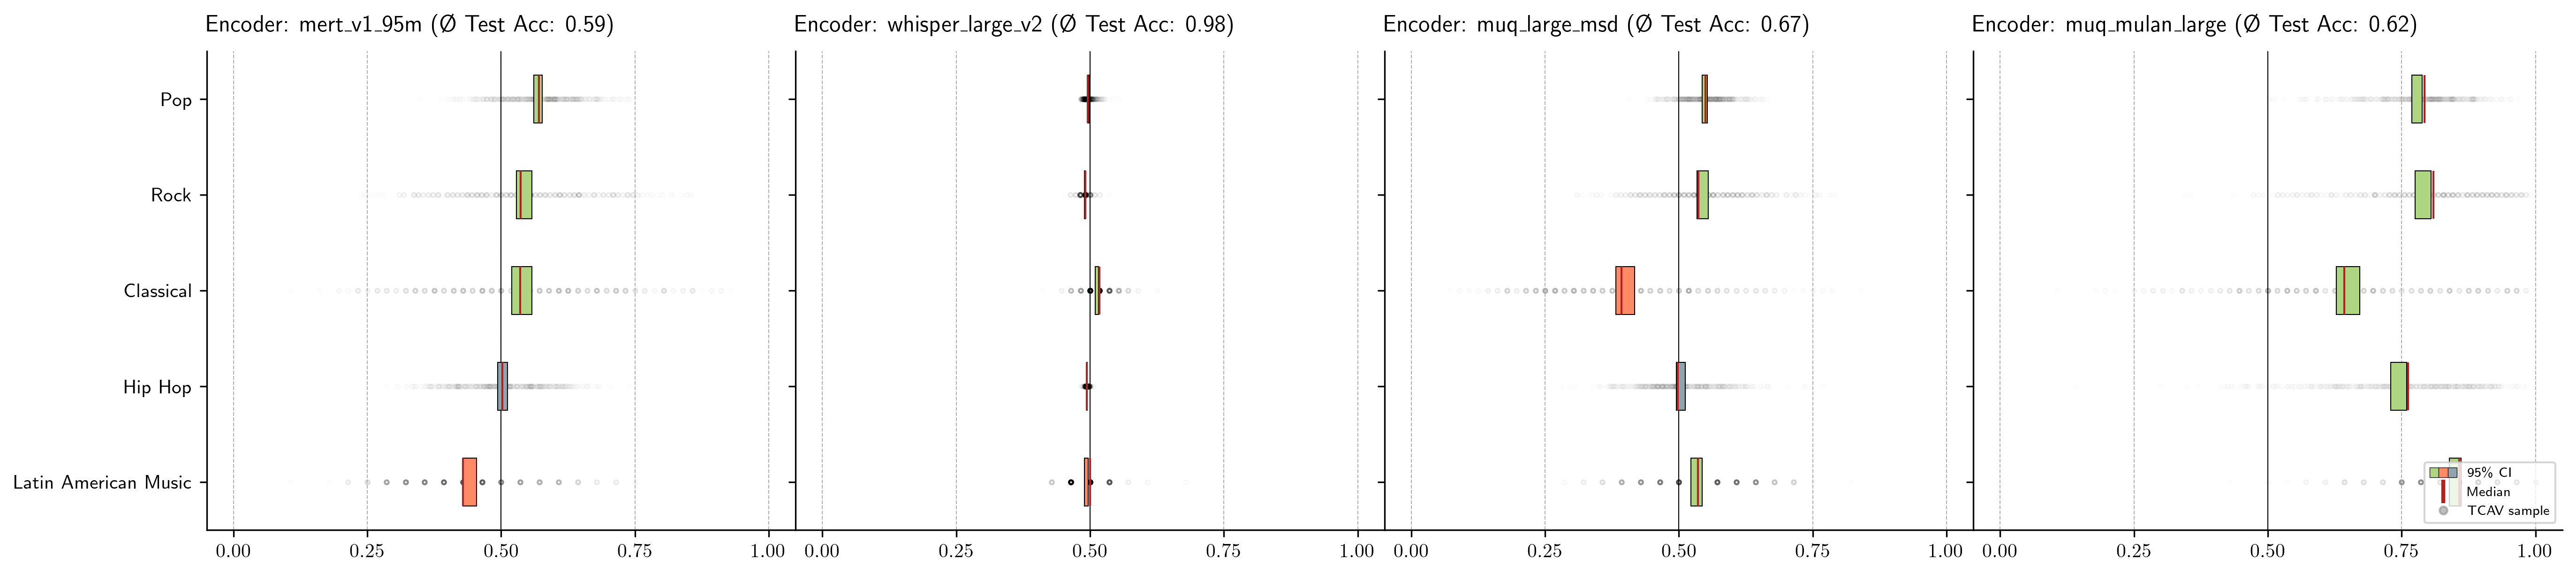 Encoder: mert_v1_95m (Ø Test Acc: 0.59)
Encoder: whisper_large_v2 (Ø Test Acc: 0.98)
Encoder: muq_large_msd (Ø Test Acc: 0.67)
Encoder: muq_mulan_large (Ø Test Acc: 0.62)
Pop
Rock
Classical
Hip Hop
Latin American Music
95% CI
Median
TCAV sample
0.00 0.25 0.50 0.75 1.00
0.00 0.25 0.50 0.75 1.00
0.00 0.25 0.50 0.75 1.00
0.00 0.25 0.50 0.75 1.00